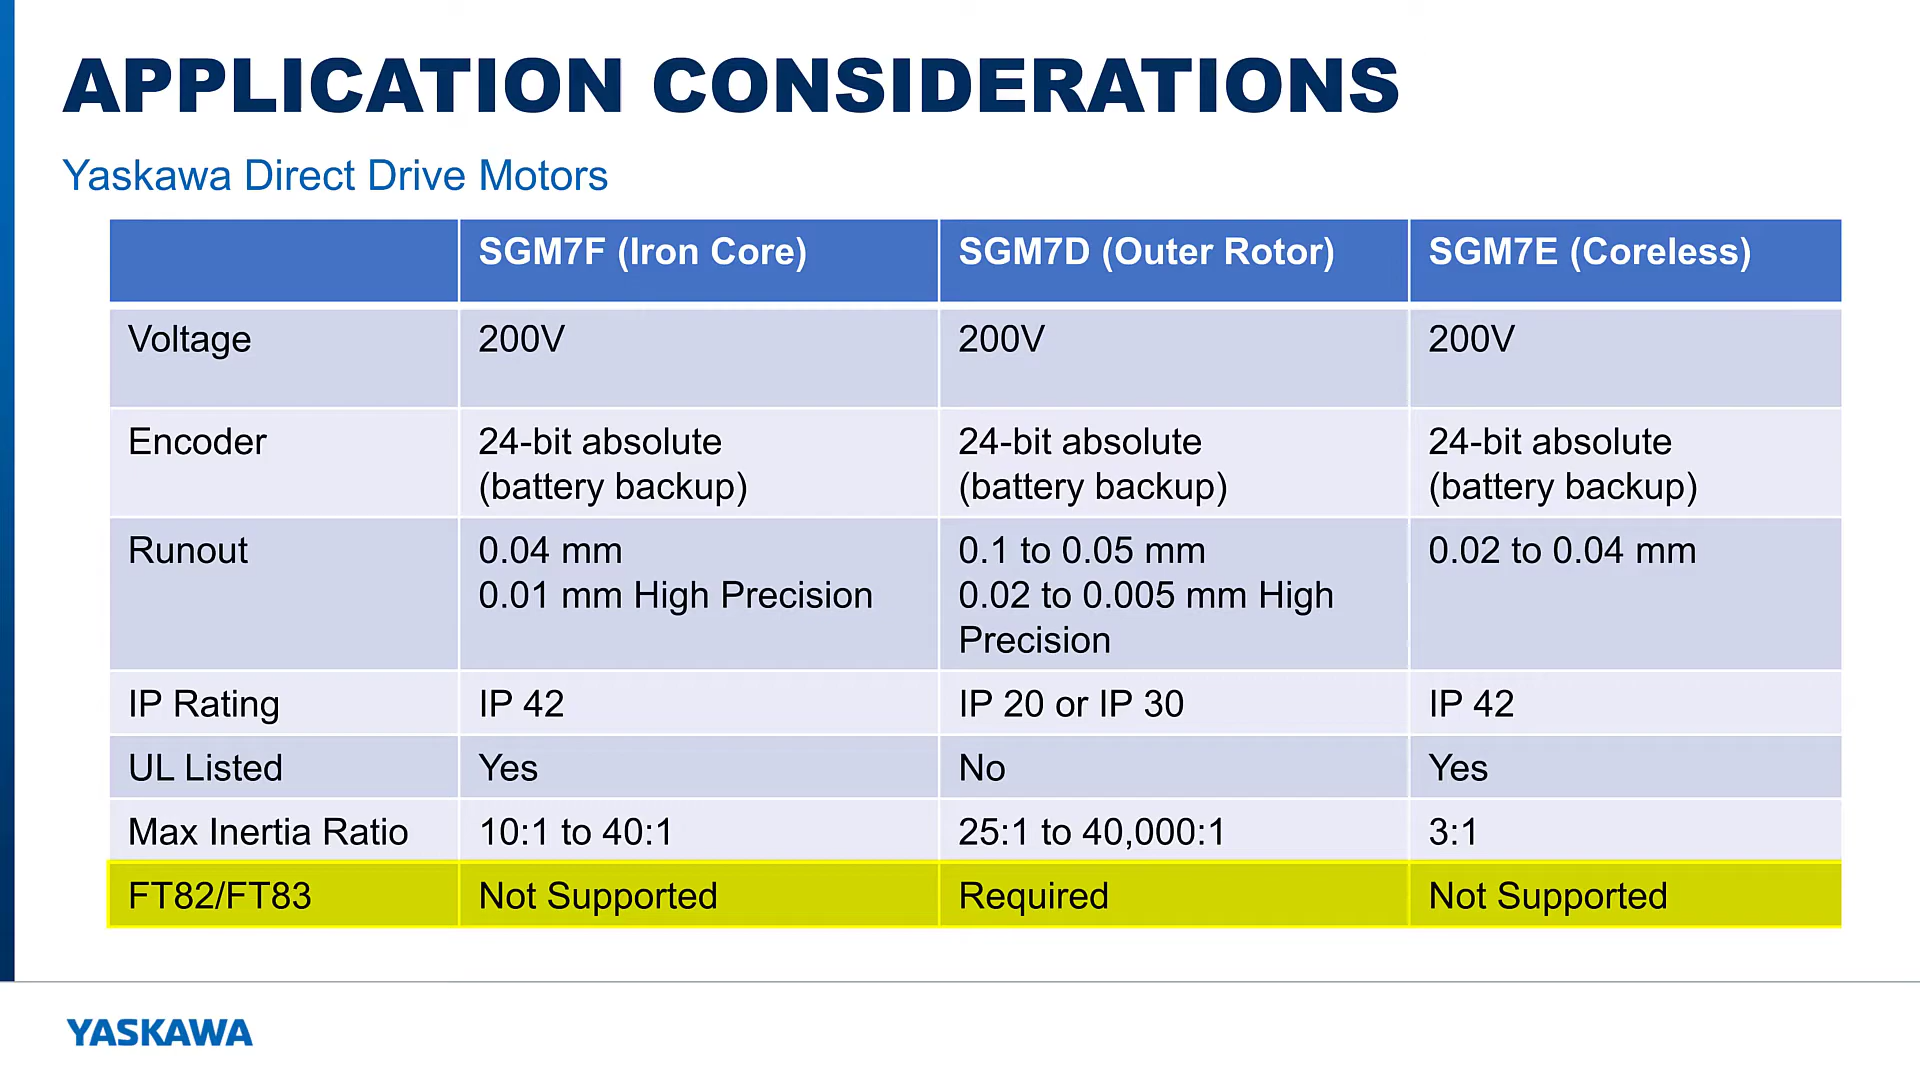 APPLICATION CONSIDERATIONS
Yaskawa Direct Drive Motors
SGM7F (Iron Core) SGM7D (Outer Rotor) SGM7E (Coreless)
Voltage 200V 200V 200V
Encoder 24-bit absolute 24-bit absolute 24-bit absolute
(battery backup) (battery backup) (battery backup)
Runout 0.04 mm 0.1 to 0.05 mm 0.02 to 0.04 mm
0.01 mm High Precision 0.02 to 0.005 mm High
Precision
IP Rating IP 42 IP 20 or IP 30 IP 42
UL Listed Yes No Yes
Max Inertia Ratio 10:1 to 40:1 25:1 to 40,000:1 3:1
FT82/FT83 Not Supported Required Not Supported
YASKAWA